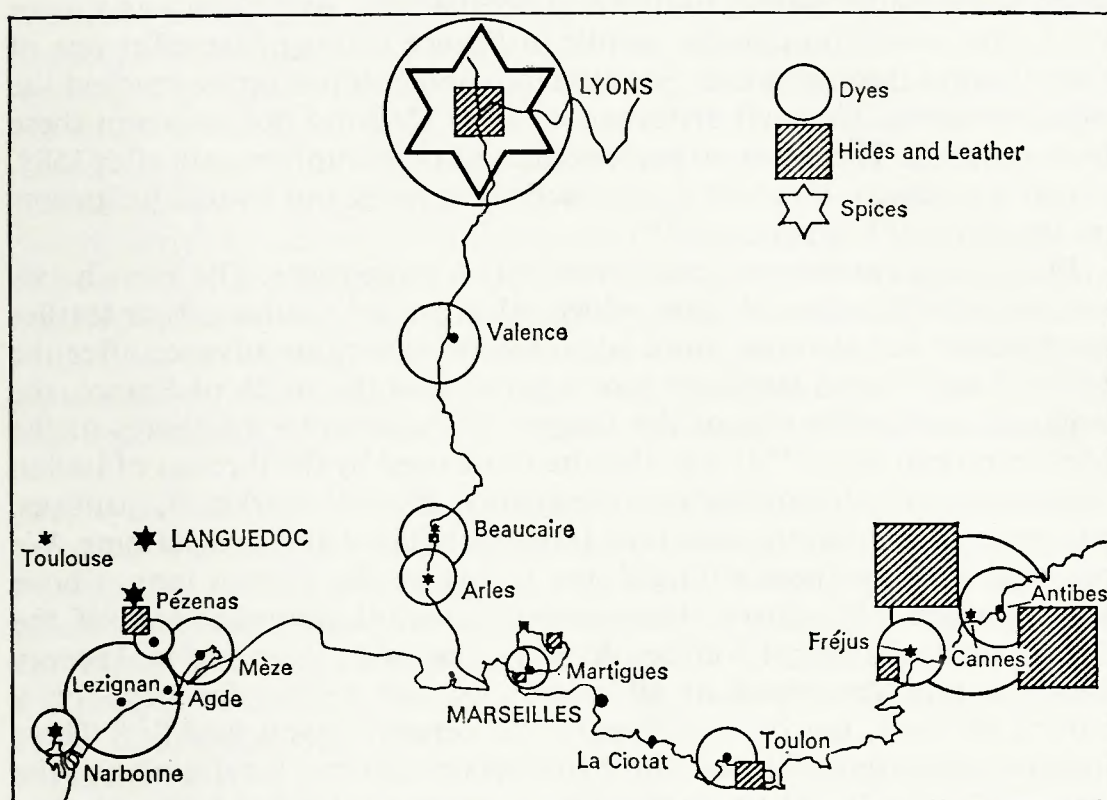 LYONS
Dyes
Hides and Leather
Spices
Valence
Beaucaire
LANGUEDOC
Toulouse
Arles
Pézenas
Antibes
Fréjus
Mèze
Martigues
Cannes
Lezignan
Agde
MARSEILLES
Toulon
La Ciotat
Narbonne